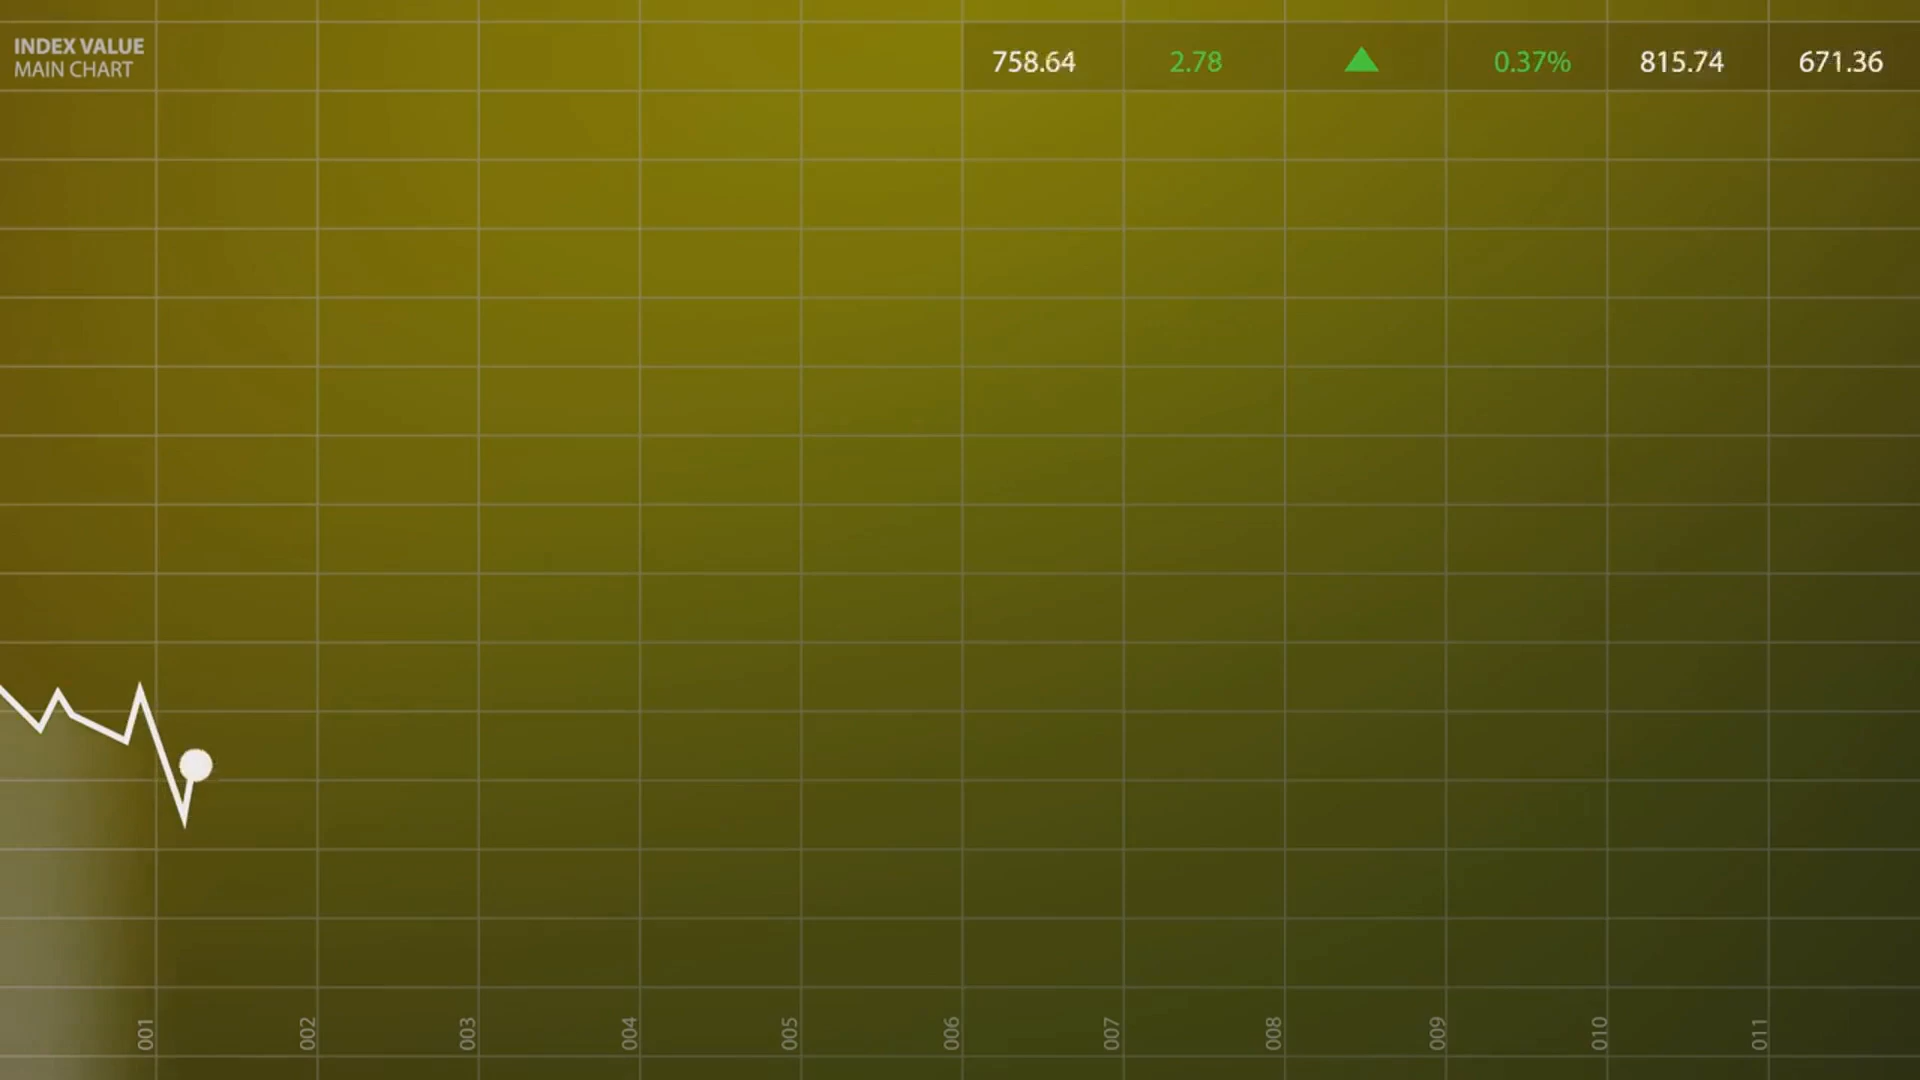 INDEX VALUE
MAIN CHART
758.64 2.78 0.37% 815.74 671.36
001 002 003 004 005 006 007 008 009 010 011